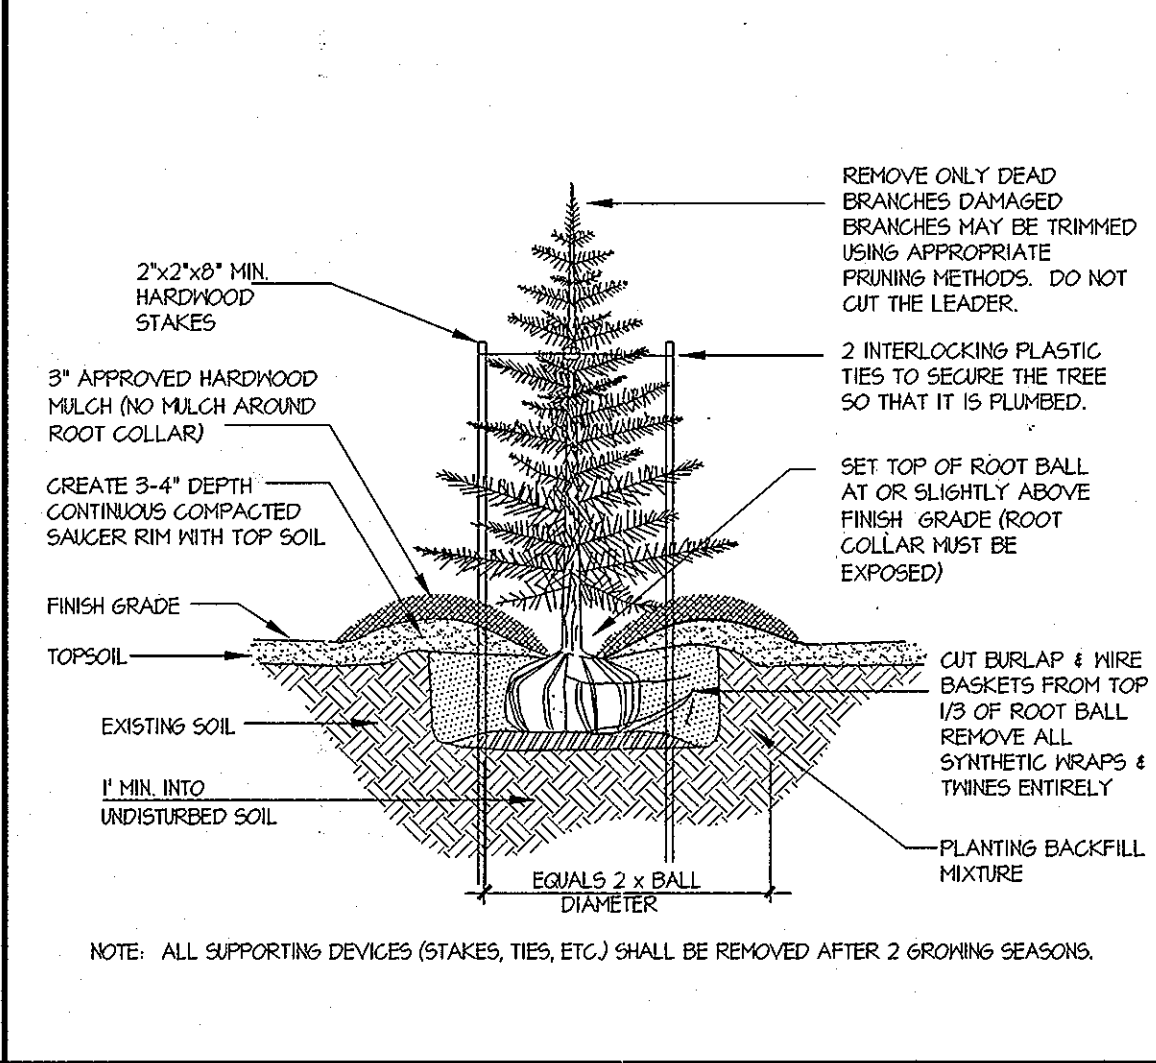 REMOVE ONLY DEAD
BRANCHES DAMAGED
BRANCHES MAY BE TRIMMED
USING APPROPRIATE
PRUNING METHODS. DO NOT
CUT THE LEADER.
2"x2"x8" MIN.
HARDWOOD
STAKES
2 INTERLOCKING PLASTIC
TIES TO SECURE THE TREE
SO THAT IT IS PLUMBED.
3" APPROVED HARDWOOD
MULCH (NO MULCH AROUND
ROOT COLLAR)
SET TOP OF ROOT BALL
AT OR SLIGHTLY ABOVE
FINISH GRADE (ROOT
COLLAR MUST BE
EXPOSED)
CREATE 3-4" DEPTH
CONTINUOUS COMPACTED
SAUCER RIM WITH TOP SOIL
FINISH GRADE
TOPSOIL
CUT BURLAP & WIRE
BASKETS FROM TOP
1/3 OF ROOT BALL
REMOVE ALL
SYNTHETIC WRAPS &
TWINES ENTIRELY
EXISTING SOIL
1' MIN. INTO
UNDISTURBED SOIL
PLANTING BACKFILL
MIXTURE
EQUALS 2 x BALL
DIAMETER
NOTE: ALL SUPPORTING DEVICES (STAKES, TIES, ETC.) SHALL BE REMOVED AFTER 2 GROWING SEASONS.